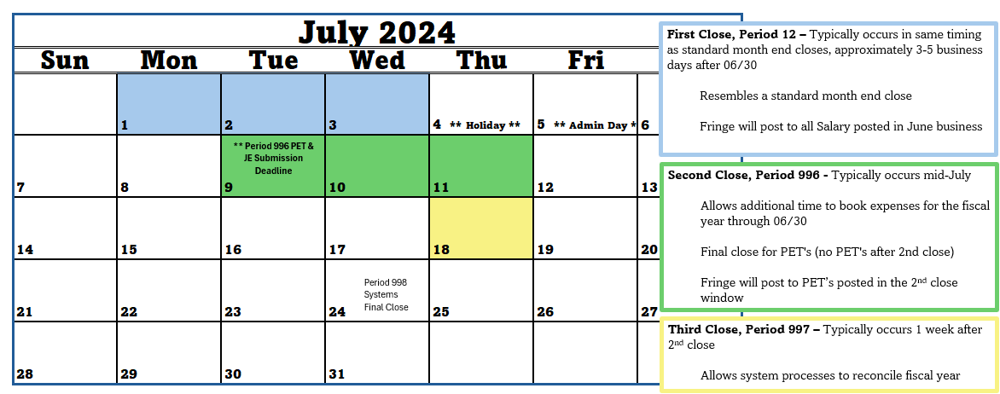 July 2024
Sun Mon Tue Wed Thu Fri
1 2 3 4 ** Holiday ** 5 ** Admin Day * 6
** Period 996 PET &
JE Submission
Deadline
7 8 9 10 11 12 13
14 15 16 17 18 19 20
Period 998
Systems
Final Close
21 22 23 24 25 26 27
28 29 30 31
First Close, Period 12 – Typically occurs in same timing
as standard month end closes, approximately 3-5 business
days after 06/30
Resembles a standard month end close
Fringe will post to all Salary posted in June business
Second Close, Period 996 - Typically occurs mid-July
Allows additional time to book expenses for the fiscal
year through 06/30
Final close for PET's (no PET's after 2nd close)
Fringe will post to PET’s posted in the 2nd close
window
Third Close, Period 997 – Typically occurs 1 week after
2nd close
Allows system processes to reconcile fiscal year